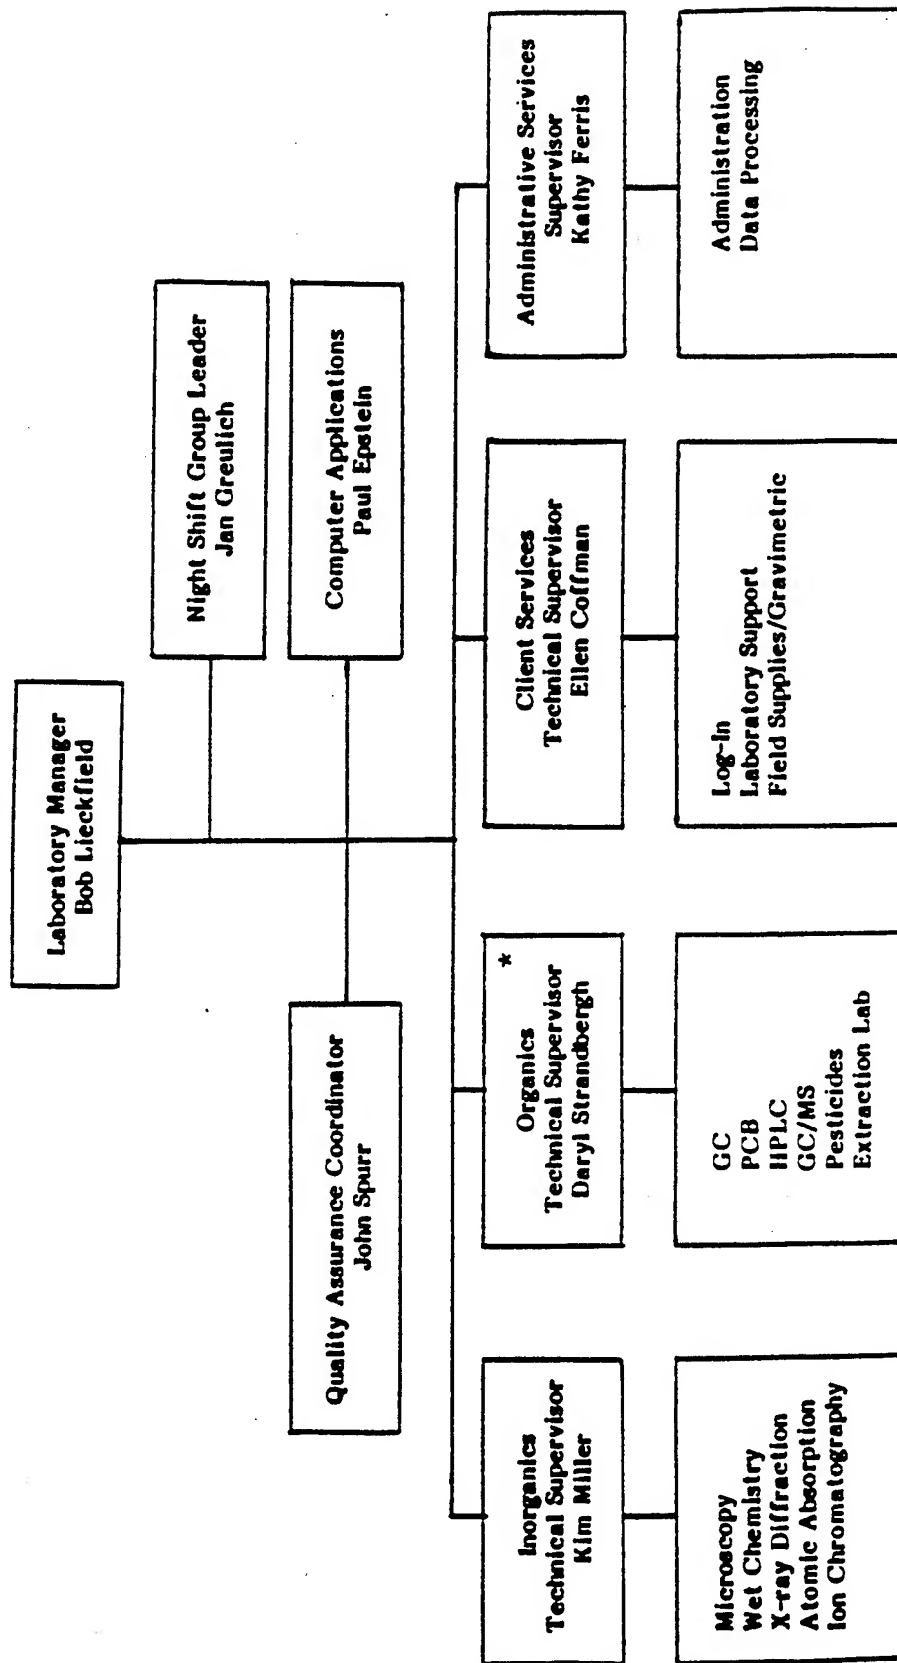 Laboratory Manager
Bob Lieckfield
Night Shift Group Leader
Jan Greulich
Quality Assurance Coordinator
John Spurr
Computer Applications
Paul Epstein
Inorganics
Technical Supervisor
Kim Miller
*
Organics
Technical Supervisor
Daryl Strandbergh
Client Services
Technical Supervisor
Ellen Coffman
Administrative Services
Supervisor
Kathy Ferris
Microscopy
Wet Chemistry
X-ray Diffraction
Atomic Absorption
Ion Chromatography
GC
PCB
HPLC
GC/MS
Pesticides
Extraction Lab
Log-In
Laboratory Support
Field Supplies/Gravimetric
Administration
Data Processing